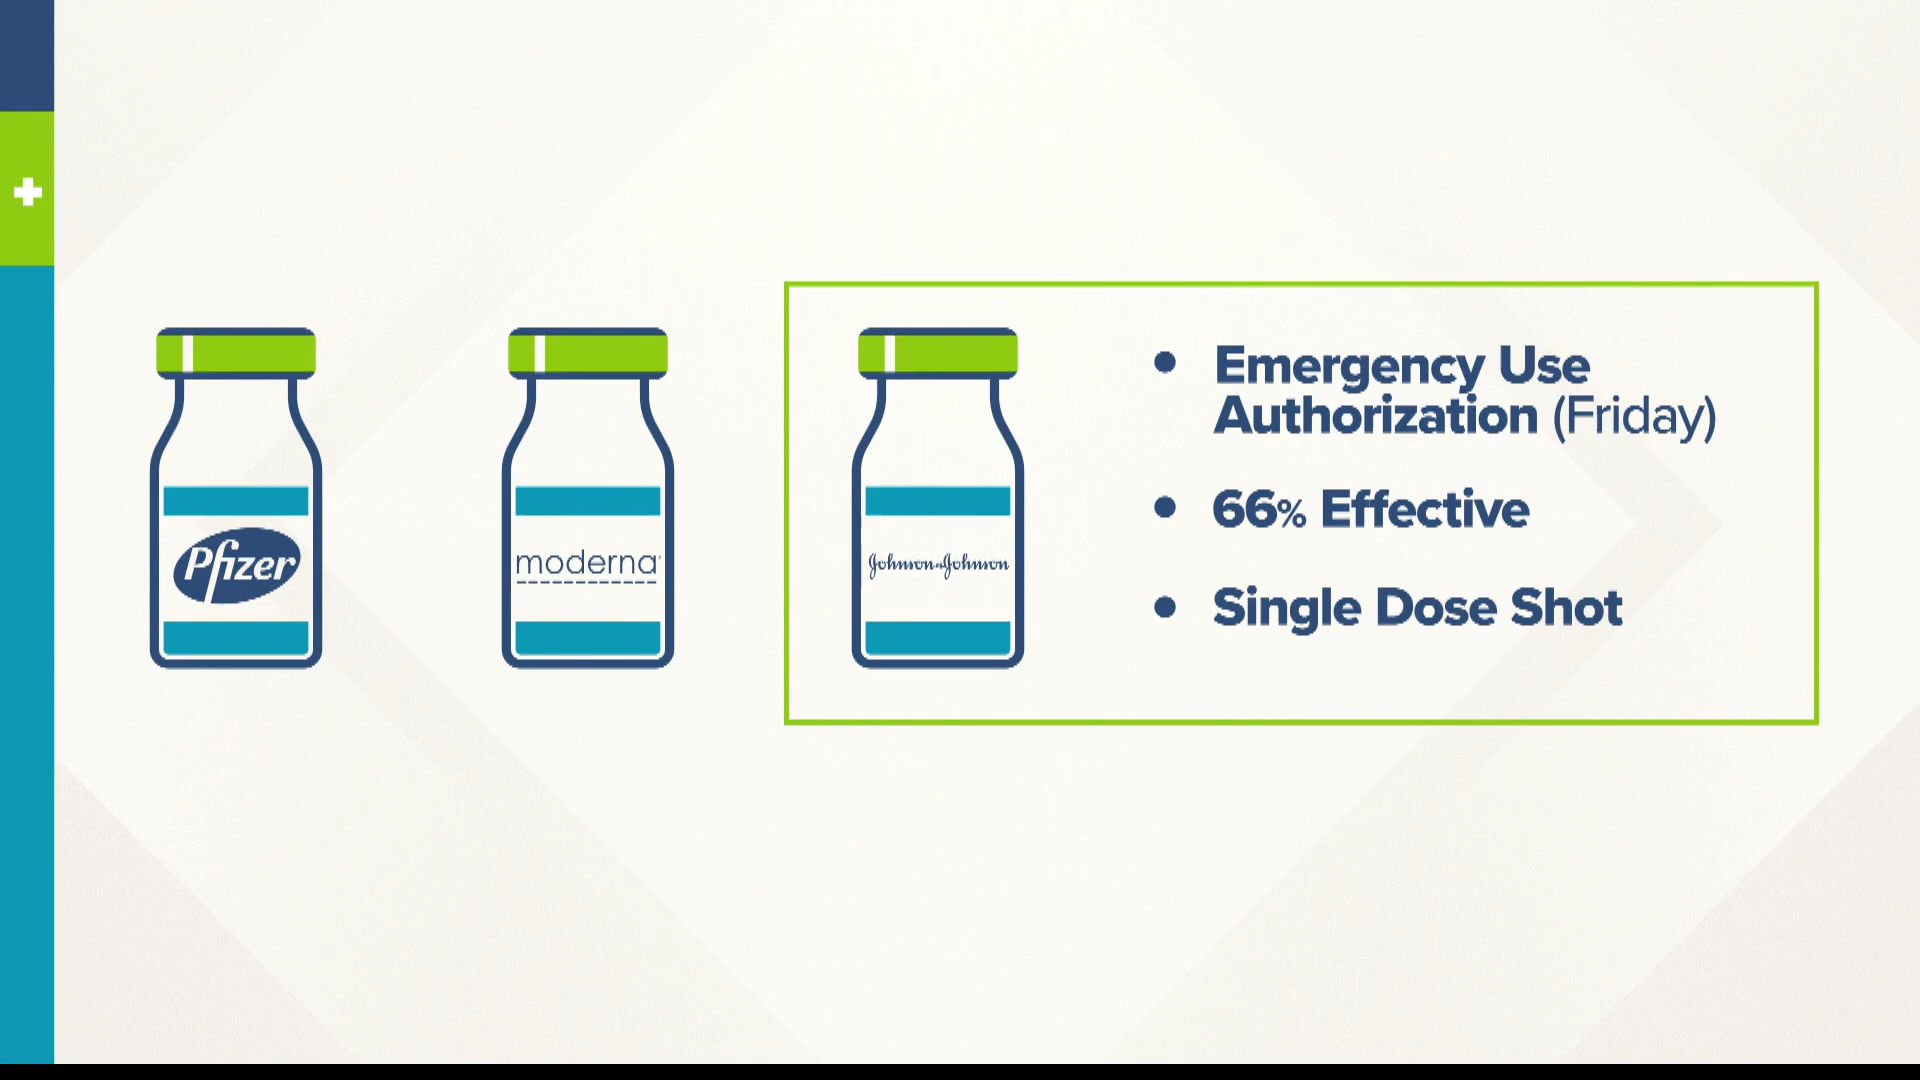 Pfizer
moderna
Johnson & Johnson
• Emergency Use
Authorization (Friday)
• 66% Effective
• Single Dose Shot